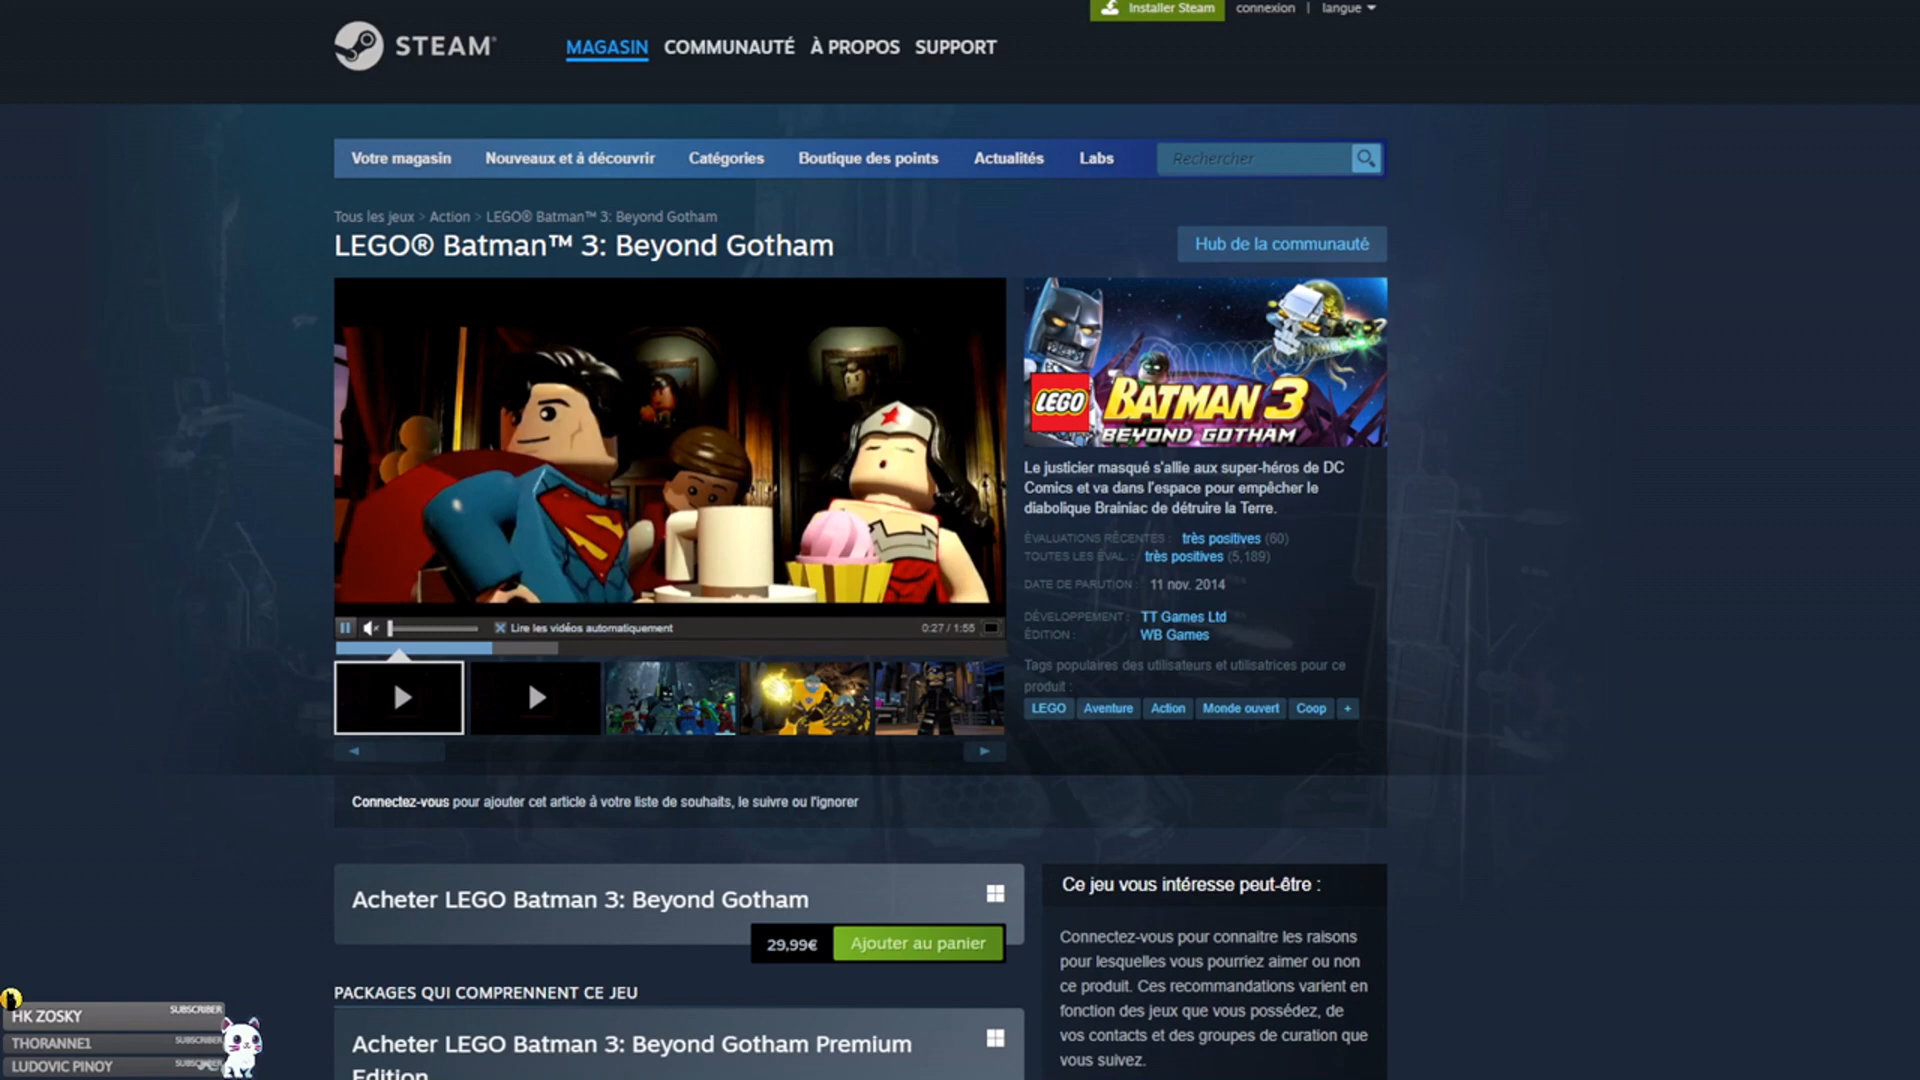 Installer Steam connexion | langue
STEAM®
MAGASIN COMMUNAUTÉ À PROPOS SUPPORT
Votre magasin Nouveaux et à découvrir Catégories Boutique des points Actualités Labs Rechercher
Tous les jeux > Action > LEGO® Batman™ 3: Beyond Gotham
LEGO® Batman™ 3: Beyond Gotham
Hub de la communauté
LEGO
BATMAN 3
BEYOND GOTHAM
Le justicier masqué s'allie aux super-héros de DC
Comics et va dans l'espace pour empêcher le
diabolique Brainiac de détruire la Terre.
ÉVALUATIONS RÉCENTES : très positives (60)
TOUTES LES ÉVAL. : très positives (5,189)
DATE DE PARUTION : 11 nov. 2014
DÉVELOPPEMENT : TT Games Ltd
ÉDITION : WB Games
Tags populaires des utilisateurs et utilisatrices pour ce
produit :
LEGO Aventure Action Monde ouvert Coop +
Lire les vidéos automatiquement
0:27 / 1:55
Connectez-vous pour ajouter cet article à votre liste de souhaits, le suivre ou l'ignorer
Acheter LEGO Batman 3: Beyond Gotham
29,99€ Ajouter au panier
PACKAGES QUI COMPRENNENT CE JEU
Acheter LEGO Batman 3: Beyond Gotham Premium
Edition
Ce jeu vous intéresse peut-être :
Connectez-vous pour connaitre les raisons
pour lesquelles vous pourriez aimer ou non
ce produit. Ces recommandations varient en
fonction des jeux que vous possédez, de
vos contacts et des groupes de curation que
vous suivez.
HK ZOSKY SUBSCRIBER
THORANNE1 SUBSCRIBER
LUDOVIC PINOY SUBSCRIBER